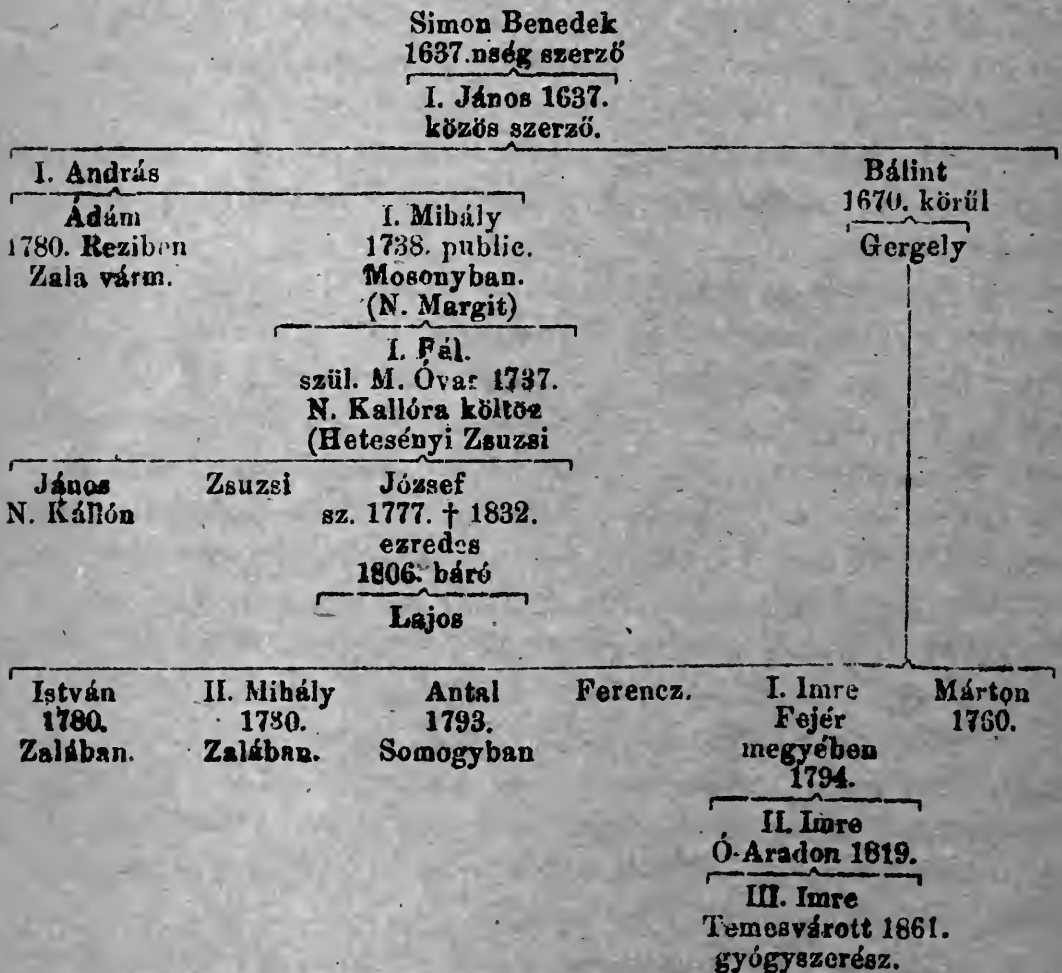 Simon Benedek
1637.nség szerző
I. János 1637.
közös szerző.
I. András
Bálint
1670. körűl
Ádám
1780. Reziben
Zala várm.
I. Mihály
1738. public.
Mosonyban.
(N. Margit)
Gergely
I. Pál.
szül. M. Óvar 1737.
N. Kallóra költöz
(Hetesényi Zsuzsi
János
N. Kállón
Zsuzsi
József
sz. 1777. † 1832.
ezredes
1806. báró
Lajos
István
1780.
Zalában.
II. Mihály
1780.
Zalában.
Antal
1793.
Somogyban
Ferencz.
I. Imre
Fejér
megyében
1794.
Márton
1760.
II. Imre
Ó-Aradon 1819.
III. Imre
Temesvárott 1861.
gyógyszerész.